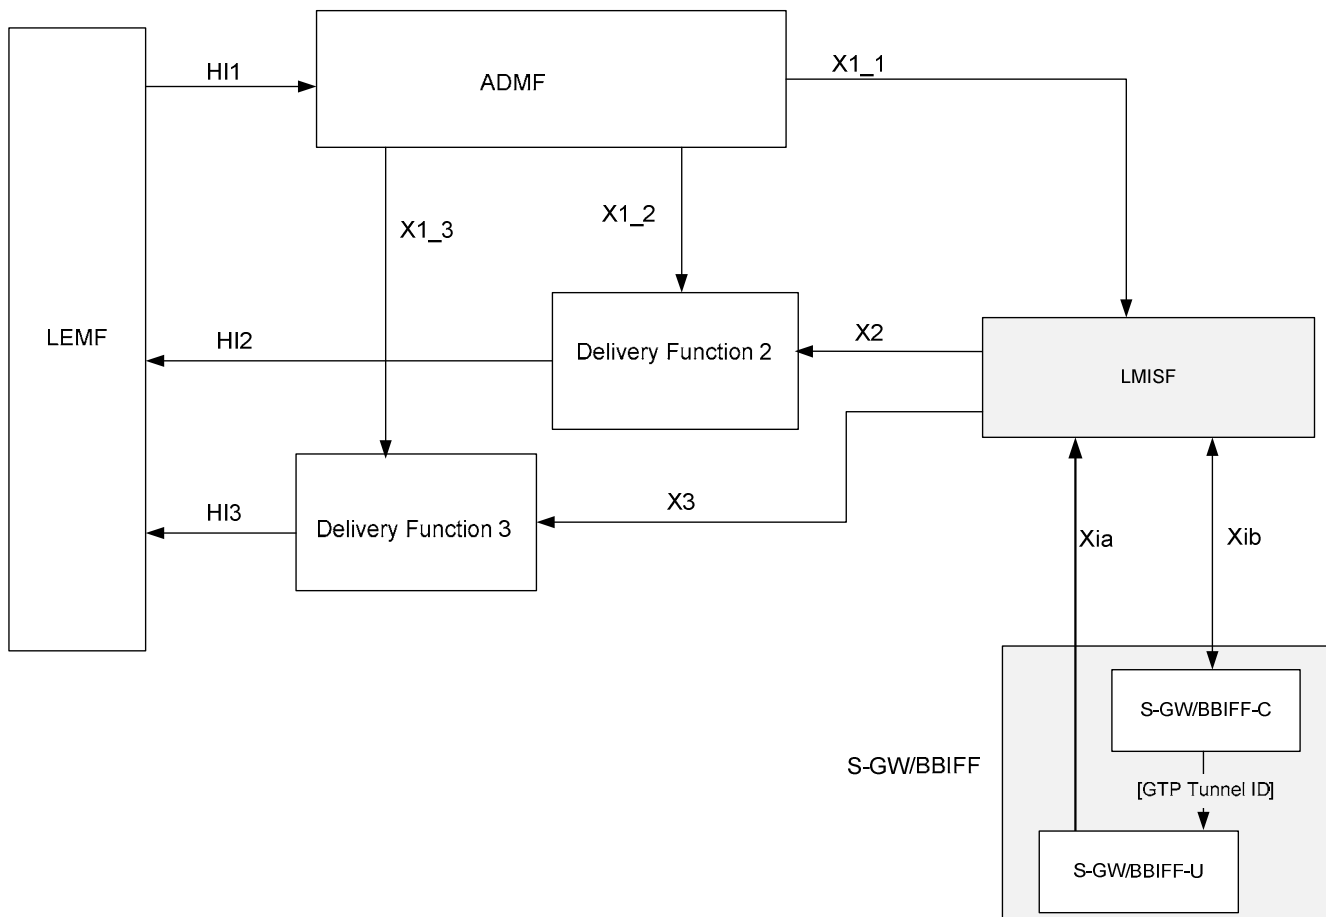 HI1
ADMF
X1_1
X1_3
X1_2
LEMF
HI2
Delivery Function 2
X2
LMISF
HI3
Delivery Function 3
X3
Xia
Xib
S-GW/BBIFF
S-GW/BBIFF-C
[GTP Tunnel ID]
S-GW/BBIFF-U